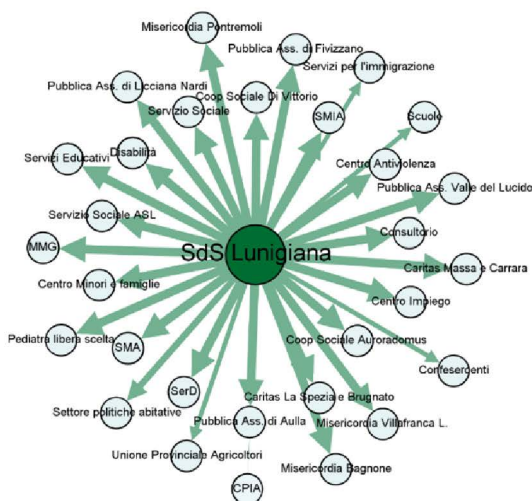 Misericordia Pontremoli
Pubblica Ass. di Fivizzano
Servizi per l'immigrazione
Pubblica Ass. di Licciana Nardi
Coop Sociale Di Vittorio
Servizio Sociale
SMIA
Scuole
Disabilità
Servizi Educativi
Centro Antiviolenza
Pubblica Ass. Valle del Lucido
Servizio Sociale ASL
Consultorio
MMG
SdS Lunigiana
Caritas Massa e Carrara
Centro Minori e famiglie
Centro Impiego
Pediatra libera scelta
SMA
Coop Sociale Auroradomus
Confesercenti
SerD
Caritas La Spezia e Brugnato
Settore politiche abitative
Pubblica Ass. di Aulla
Misericordia Villafranca L.
Unione Provinciale Agricoltori
Misericordia Bagnone
CPIA